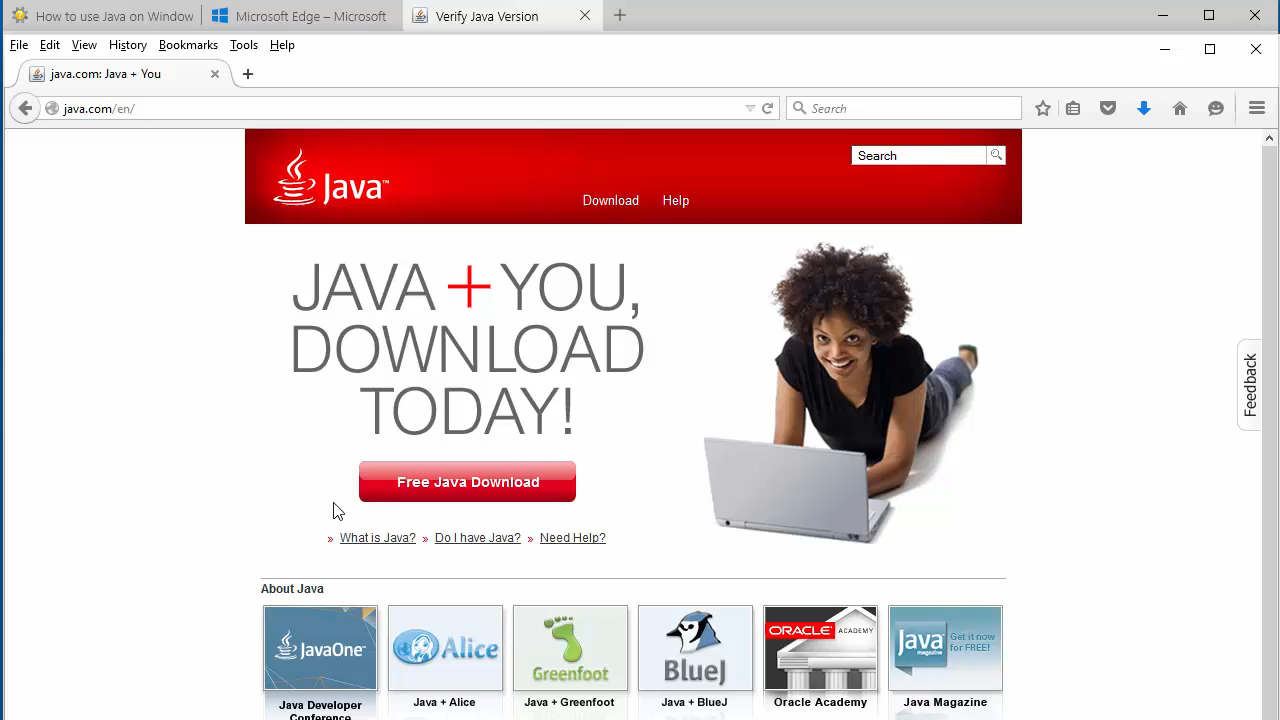 How to use Java on Window
Microsoft Edge – Microsoft
Verify Java Version
File Edit View History Bookmarks Tools Help
java.com: Java + You
java.com/en/
Search
Java™
Search
Download Help
JAVA + YOU,
DOWNLOAD
TODAY!
Free Java Download
» What is Java? » Do I have Java? » Need Help?
Feedback
About Java
JavaOne™
Alice
Greenfoot
BlueJ
ORACLE ACADEMY
Java magazine
Get it now
for FREE!
Java Developer
Conference
Java + Alice
Java + Greenfoot
Java + BlueJ
Oracle Academy
Java Magazine